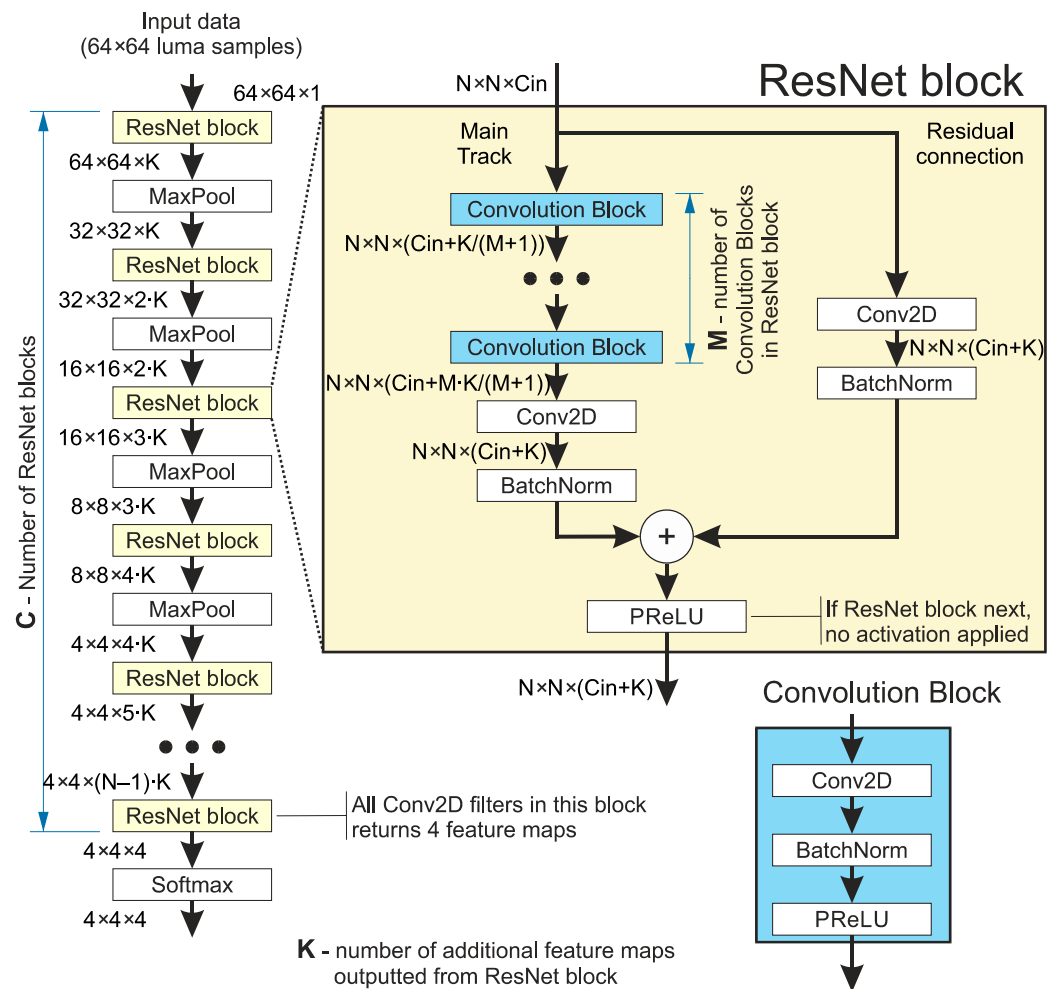 Input data
(64×64 luma samples)
64×64×1
ResNet block
64×64×K
MaxPool
32×32×K
ResNet block
32×32×2·K
MaxPool
16×16×2·K
ResNet block
16×16×3·K
MaxPool
8×8×3·K
ResNet block
8×8×4·K
MaxPool
4×4×4·K
ResNet block
4×4×5·K
4×4×(N–1)·K
ResNet block
4×4×4
Softmax
4×4×4
C - Number of ResNet blocks
All Conv2D filters in this block
returns 4 feature maps
K - number of additional feature maps
outputted from ResNet block
ResNet block
N×N×Cin
Main
Track
Residual
connection
Convolution Block
N×N×(Cin+K/(M+1))
Convolution Block
M - number of
Convolution Blocks
in ResNet block
N×N×(Cin+M·K/(M+1))
Conv2D
N×N×(Cin+K)
BatchNorm
Conv2D
N×N×(Cin+K)
BatchNorm
+
PReLU
If ResNet block next,
no activation applied
N×N×(Cin+K)
Convolution Block
Conv2D
BatchNorm
PReLU